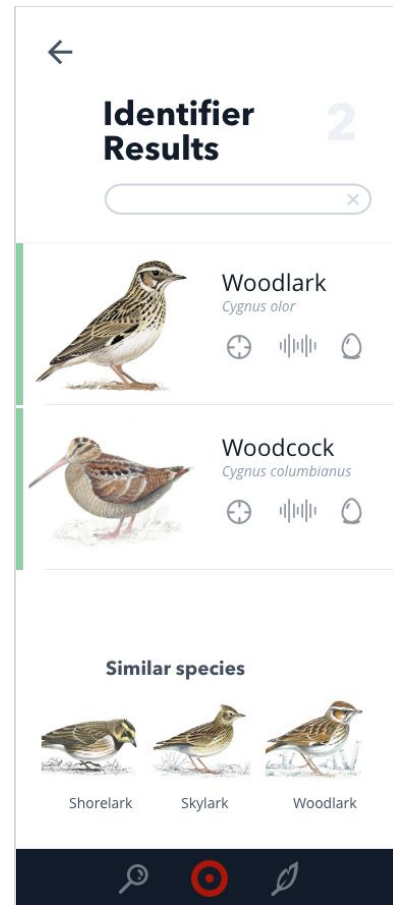 Identifier
Results
2
Woodlark
Cygnus olor
Woodcock
Cygnus columbianus
Similar species
Shorelark
Skylark
Woodlark